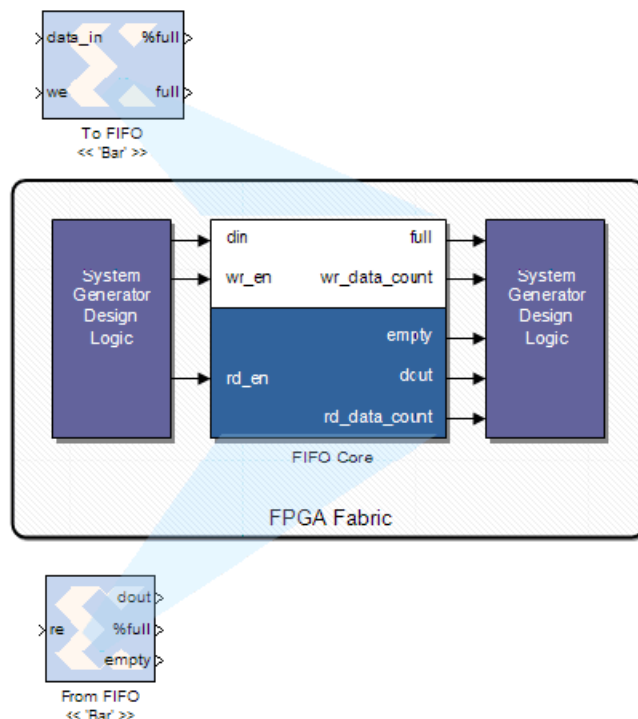 data_in %full
we full
To FIFO
<< 'Bar' >>
din full
wr_en wr_data_count
System
Generator
Design
Logic
System
Generator
Design
Logic
empty
rd_en dout
rd_data_count
FIFO Core
FPGA Fabric
dout
re %full
empty
From FIFO
<< 'Bar' >>